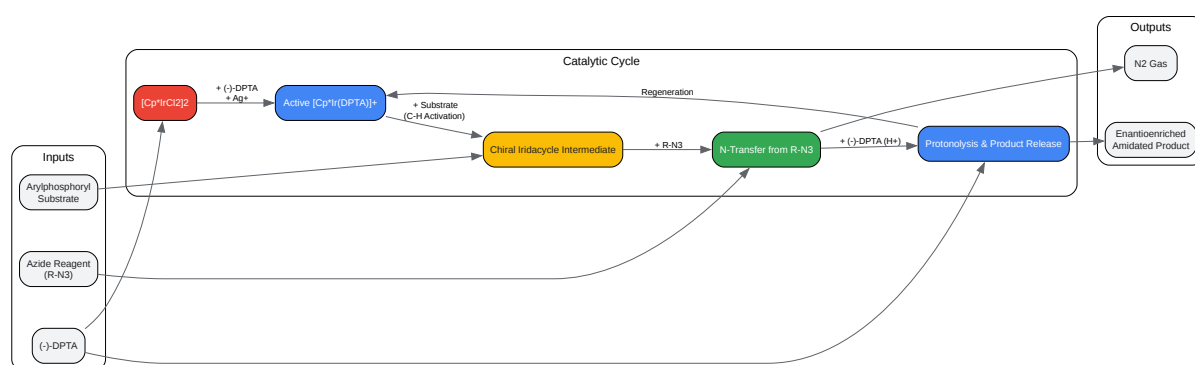 Outputs
N2 Gas
Catalytic Cycle
[Cp*IrCl2]2
+ (-)-DPTA
+ Ag+
Active [Cp*Ir(DPTA)]+
Regeneration
+ Substrate
(C-H Activation)
Chiral Iridacycle Intermediate
+ R-N3
N-Transfer from R-N3
+ (-)-DPTA (H+)
Protonolysis & Product Release
Enantioenriched
Amidated Product
Inputs
Arylphosphoryl
Substrate
Azide Reagent
(R-N3)
(-)-DPTA